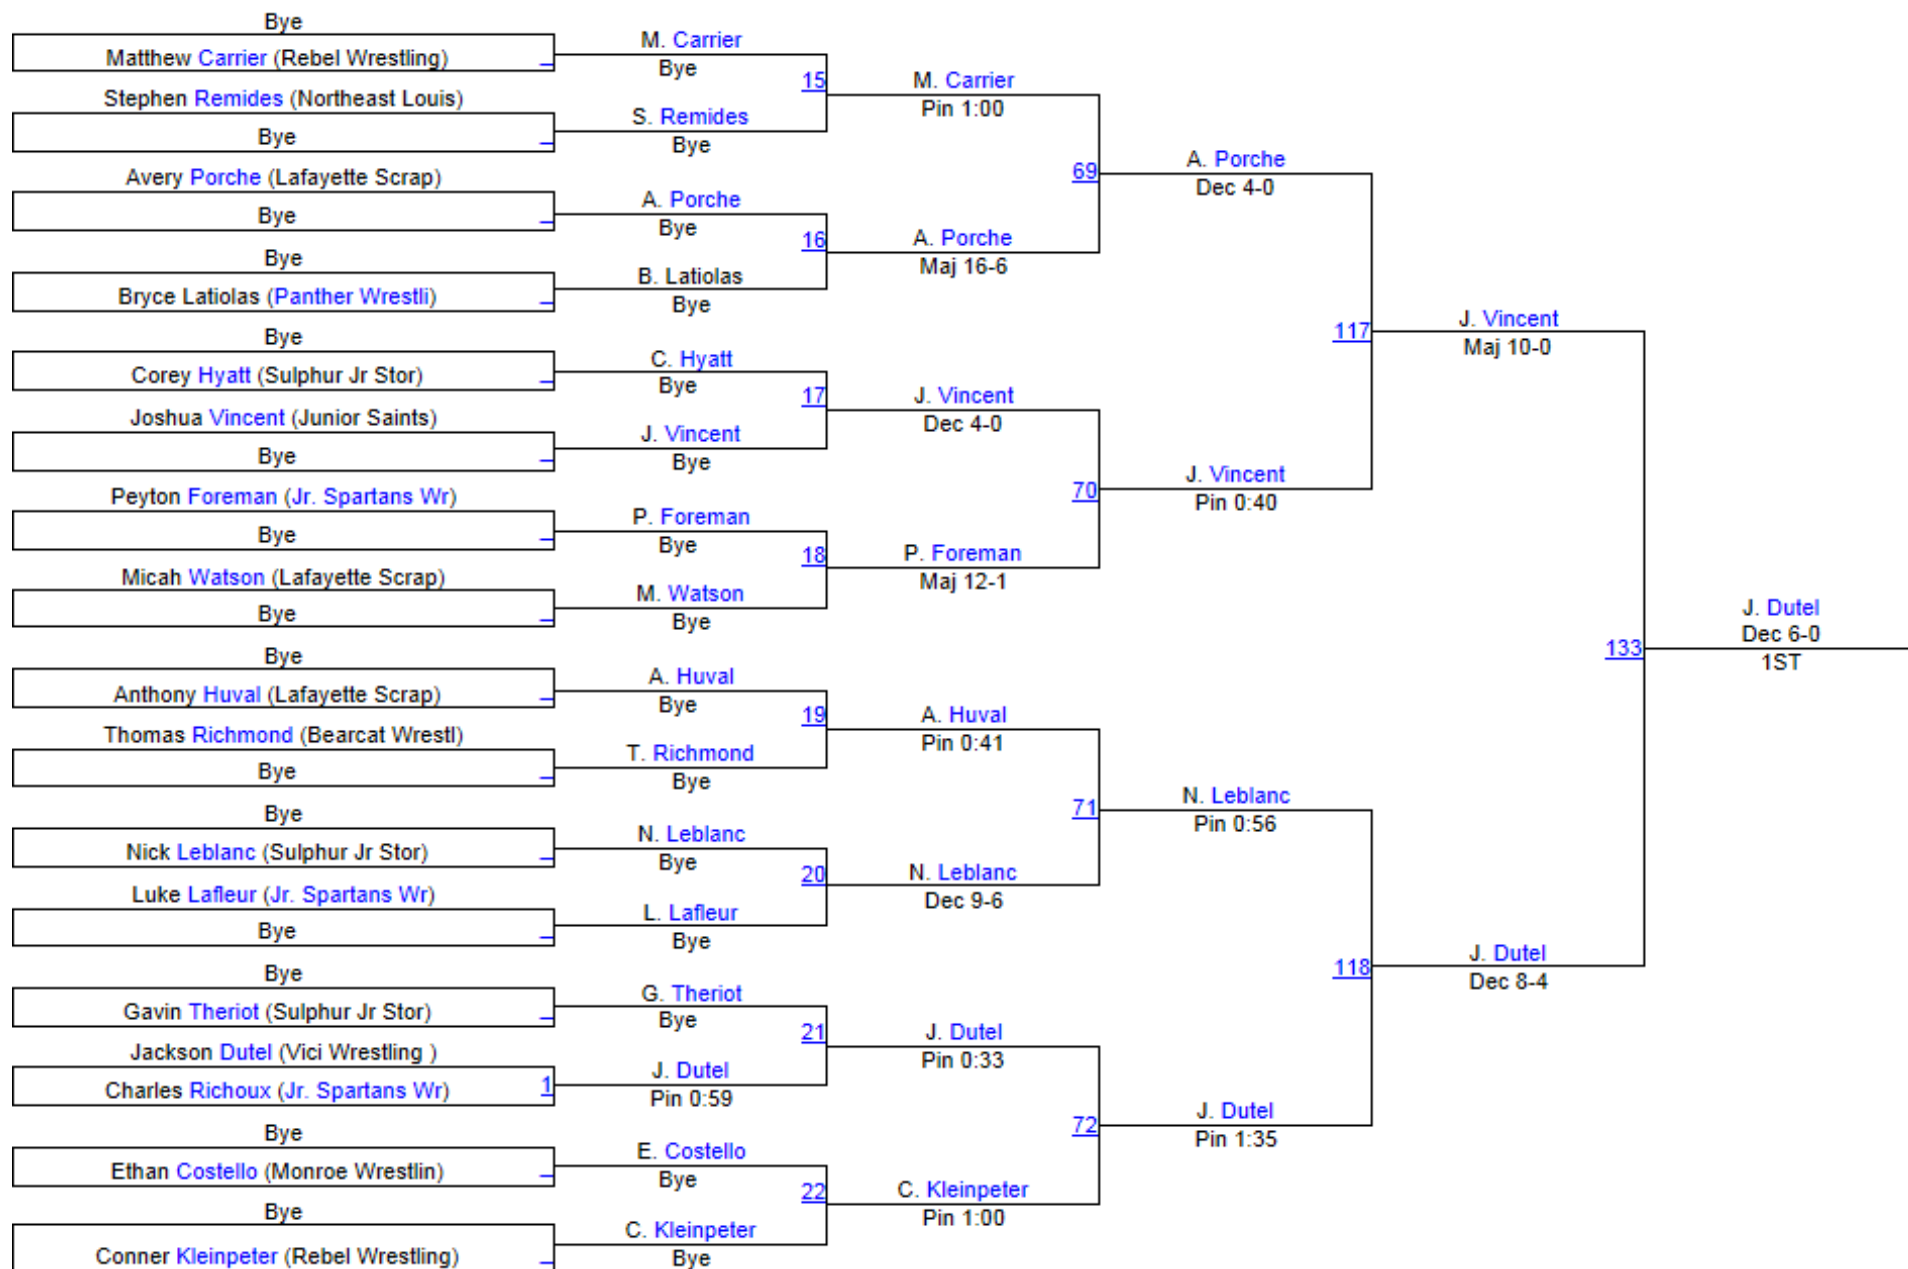 Bye
Matthew Carrier (Rebel Wrestling)
Stephen Remides (Northeast Louis)
Bye
Avery Porche (Lafayette Scrap)
Bye
Bye
Bryce Latiolas (Panther Wrestli)
Bye
Corey Hyatt (Sulphur Jr Stor)
Joshua Vincent (Junior Saints)
Bye
Peyton Foreman (Jr. Spartans Wr)
Bye
Micah Watson (Lafayette Scrap)
Bye
Bye
Anthony Huval (Lafayette Scrap)
Thomas Richmond (Bearcat Wrestl)
Bye
Bye
Nick Leblanc (Sulphur Jr Stor)
Luke Lafleur (Jr. Spartans Wr)
Bye
Bye
Gavin Theriot (Sulphur Jr Stor)
Jackson Dutel (Vici Wrestling )
Charles Richoux (Jr. Spartans Wr)
1
Bye
Ethan Costello (Monroe Wrestlin)
Bye
Conner Kleinpeter (Rebel Wrestling)
M. Carrier
Bye
15
S. Remides
Bye
A. Porche
Bye
16
B. Latiolas
Bye
C. Hyatt
Bye
17
J. Vincent
Bye
P. Foreman
Bye
18
M. Watson
Bye
A. Huval
Bye
19
T. Richmond
Bye
N. Leblanc
Bye
20
L. Lafleur
Bye
G. Theriot
Bye
21
J. Dutel
Pin 0:59
E. Costello
Bye
22
C. Kleinpeter
Bye
M. Carrier
Pin 1:00
69
A. Porche
Maj 16-6
J. Vincent
Dec 4-0
70
P. Foreman
Maj 12-1
A. Huval
Pin 0:41
71
N. Leblanc
Dec 9-6
J. Dutel
Pin 0:33
72
C. Kleinpeter
Pin 1:00
A. Porche
Dec 4-0
117
J. Vincent
Pin 0:40
N. Leblanc
Pin 0:56
118
J. Dutel
Pin 1:35
J. Vincent
Maj 10-0
133
J. Dutel
Dec 8-4
J. Dutel
Dec 6-0
1ST